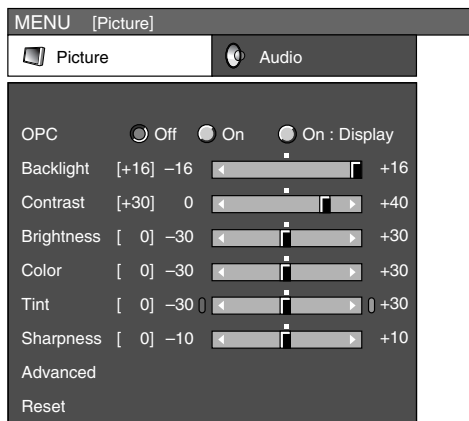 MENU [Picture]
Picture Audio
OPC Off On On : Display
Backlight [+16] –16 +16
Contrast [+30] 0 +40
Brightness [ 0] –30 +30
Color [ 0] –30 +30
Tint [ 0] –30 +30
Sharpness [ 0] –10 +10
Advanced
Reset